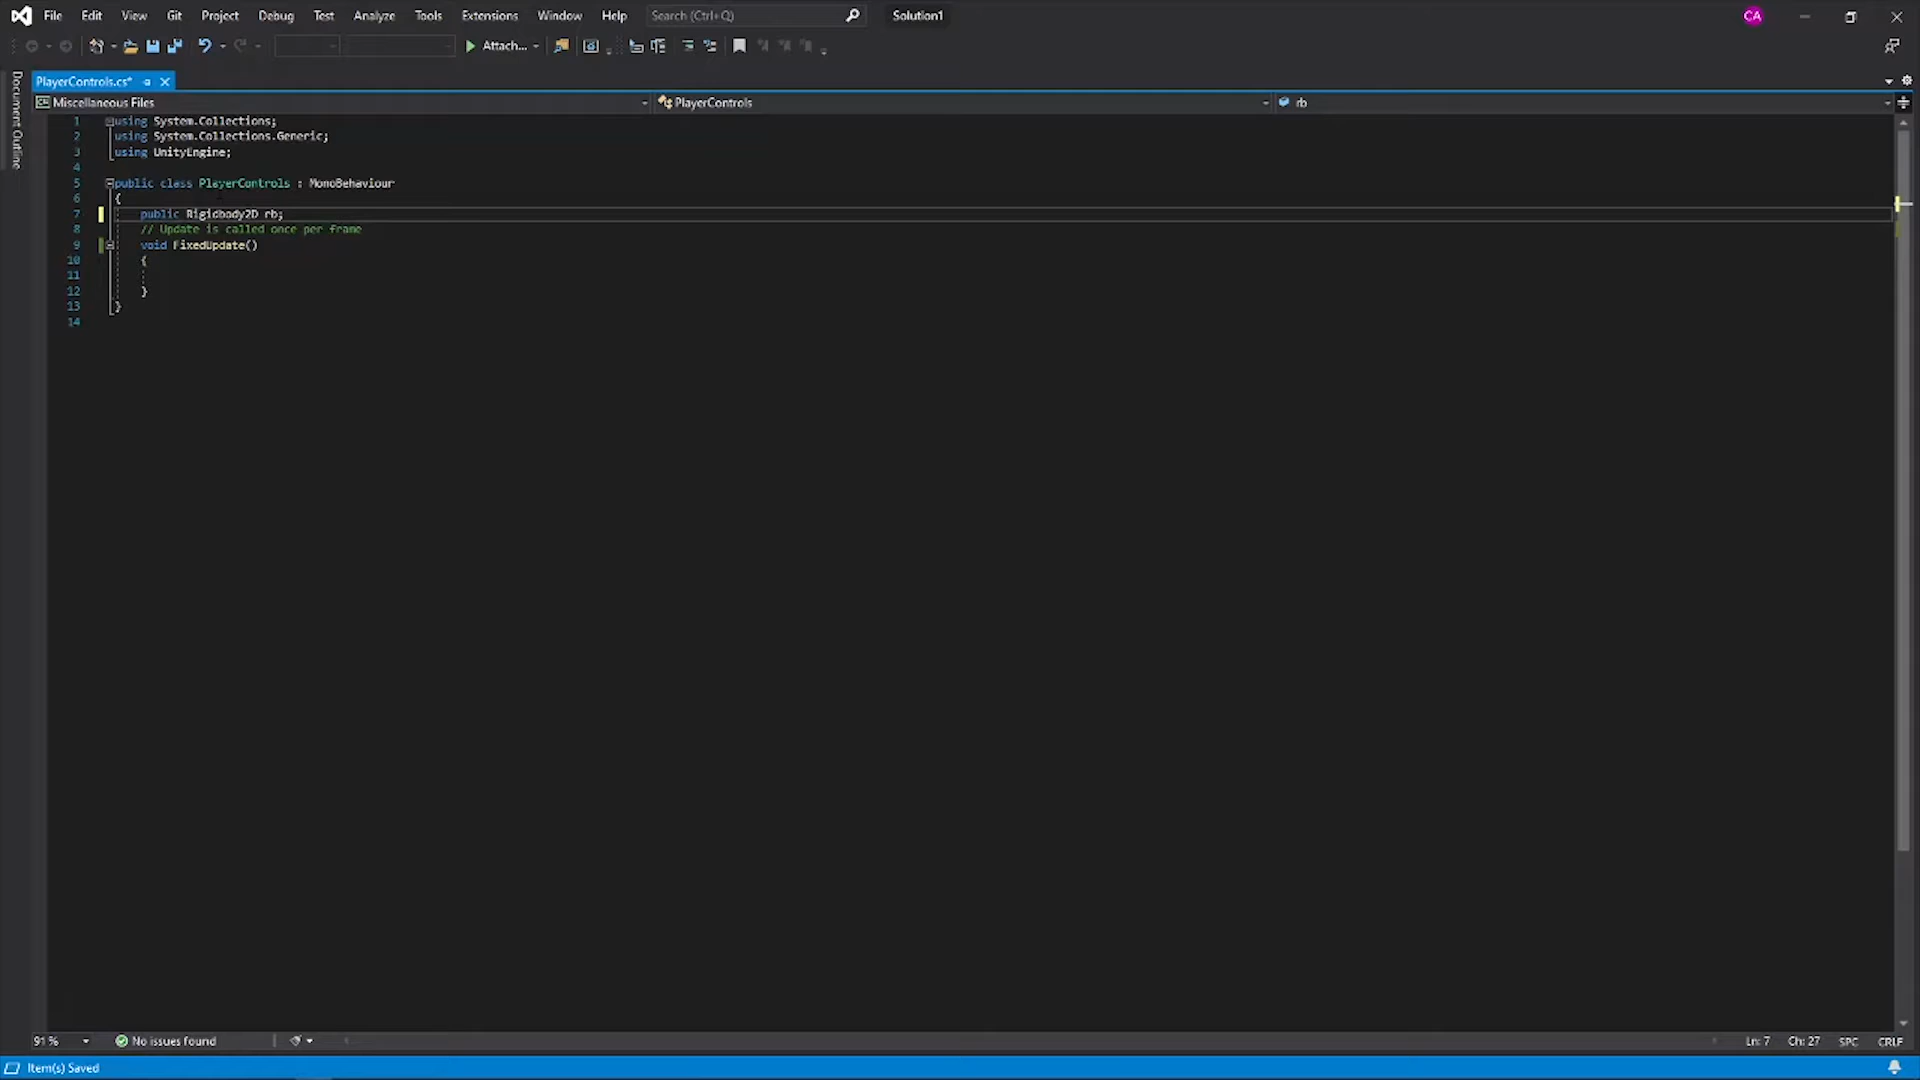 File Edit View Git Project Debug Test Analyze Tools Extensions Window Help Search (Ctrl+Q) Solution1 CA
Attach...
PlayerControls.cs*
Document Outline
Miscellaneous Files PlayerControls rb
1 using System.Collections;
2 using System.Collections.Generic;
3 using UnityEngine;
4
5 public class PlayerControls : MonoBehaviour
6 {
7 public Rigidbody2D rb;
8 // Update is called once per frame
9 void FixedUpdate()
10 {
11
12 }
13 }
14
91 % No issues found Ln: 7 Ch: 27 SPC CRLF
Item(s) Saved